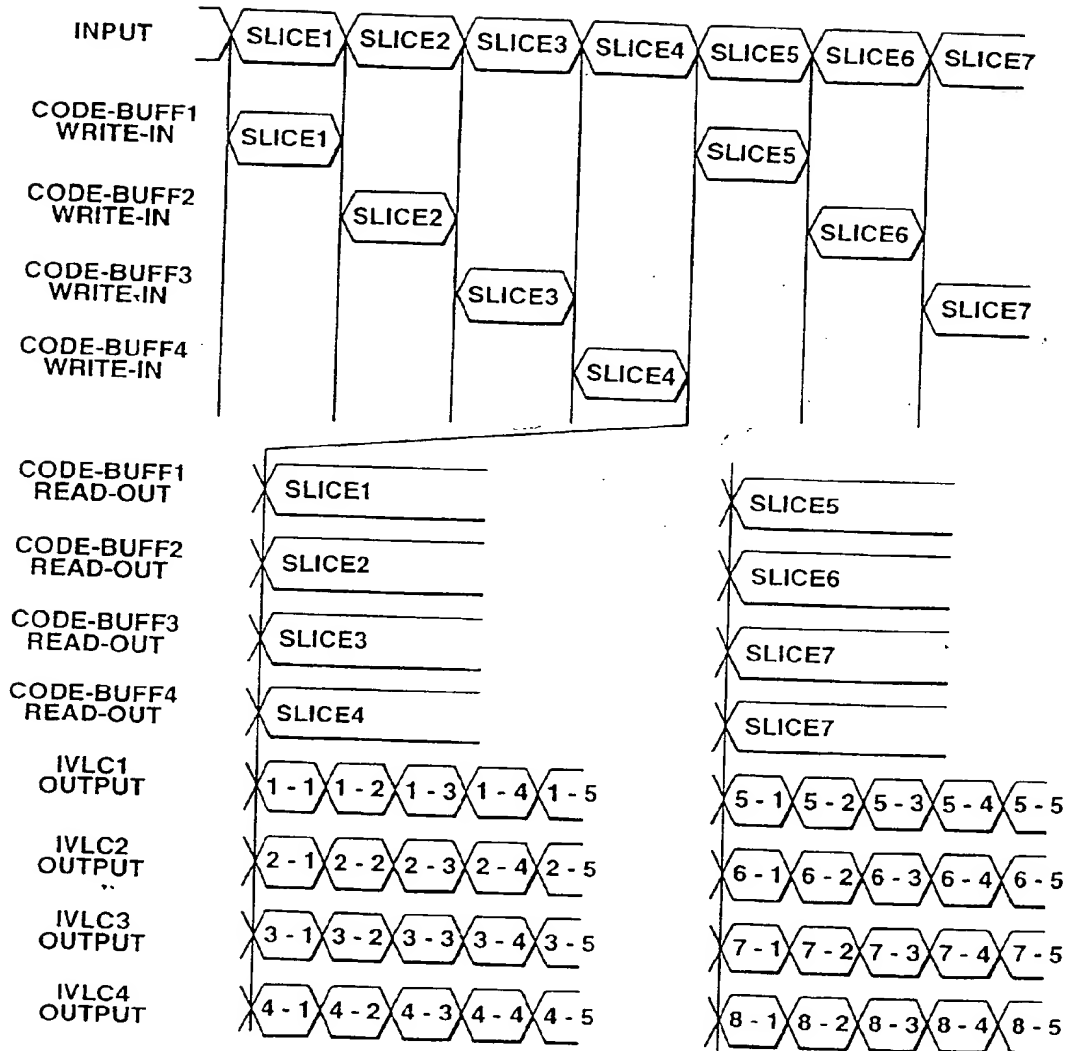 INPUT SLICE1 SLICE2 SLICE3 SLICE4 SLICE5 SLICE6 SLICE7
CODE-BUFF1
WRITE-IN SLICE1 SLICE5
CODE-BUFF2
WRITE-IN SLICE2 SLICE6
CODE-BUFF3
WRITE-IN SLICE3 SLICE7
CODE-BUFF4
WRITE-IN SLICE4
CODE-BUFF1
READ-OUT SLICE1 SLICE5
CODE-BUFF2
READ-OUT SLICE2 SLICE6
CODE-BUFF3
READ-OUT SLICE3 SLICE7
CODE-BUFF4
READ-OUT SLICE4 SLICE7
IVLC1
OUTPUT 1 - 1 1 - 2 1 - 3 1 - 4 1 - 5 5 - 1 5 - 2 5 - 3 5 - 4 5 - 5
IVLC2
OUTPUT 2 - 1 2 - 2 2 - 3 2 - 4 2 - 5 6 - 1 6 - 2 6 - 3 6 - 4 6 - 5
IVLC3
OUTPUT 3 - 1 3 - 2 3 - 3 3 - 4 3 - 5 7 - 1 7 - 2 7 - 3 7 - 4 7 - 5
IVLC4
OUTPUT 4 - 1 4 - 2 4 - 3 4 - 4 4 - 5 8 - 1 8 - 2 8 - 3 8 - 4 8 - 5